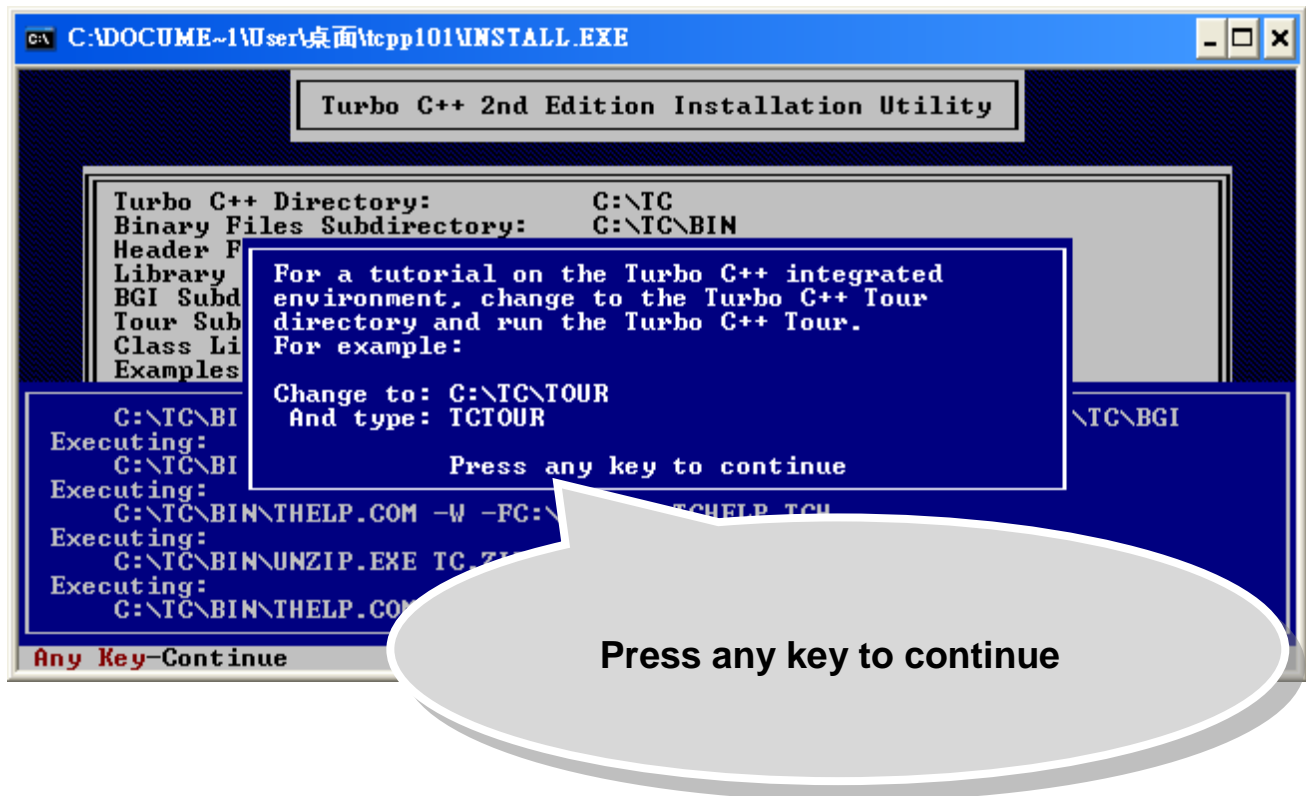 C:\DOCUME~1\User\桌面\tcpp101\INSTALL.EXE
Turbo C++ 2nd Edition Installation Utility
Turbo C++ Directory: C:\TC
Binary Files Subdirectory: C:\TC\BIN
Header F
Library
BGI Subd
Tour Sub
Class Li
Examples
For a tutorial on the Turbo C++ integrated
environment, change to the Turbo C++ Tour
directory and run the Turbo C++ Tour.
For example:
Change to: C:\TC\TOUR
And type: TCTOUR
Press any key to continue
C:\TC\BI \TC\BGI
Executing:
C:\TC\BI
Executing:
C:\TC\BIN\THELP.COM -W -FC:\ TCHELP.TCH
Executing:
C:\TC\BIN\UNZIP.EXE TC.ZIP
Executing:
C:\TC\BIN\THELP.COM
Any Key-Continue
Press any key to continue